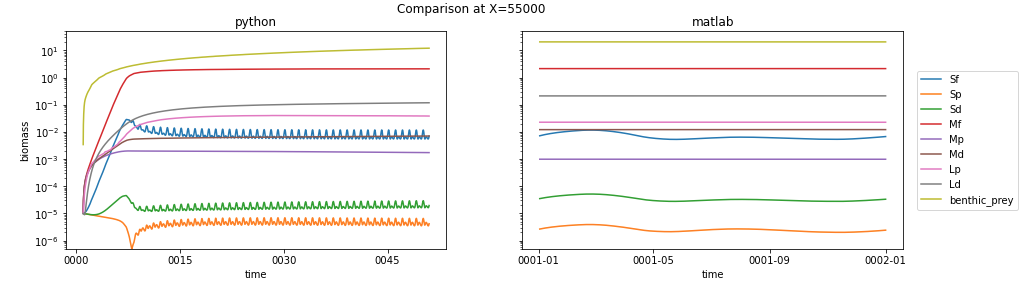 Comparison at X=55000
python
matlab
biomass
10¹
10⁰
10⁻¹
10⁻²
10⁻³
10⁻⁴
10⁻⁵
10⁻⁶
0000
0015
0030
0045
time
0001-01
0001-05
0001-09
0002-01
time
Sf
Sp
Sd
Mf
Mp
Md
Lp
Ld
benthic_prey